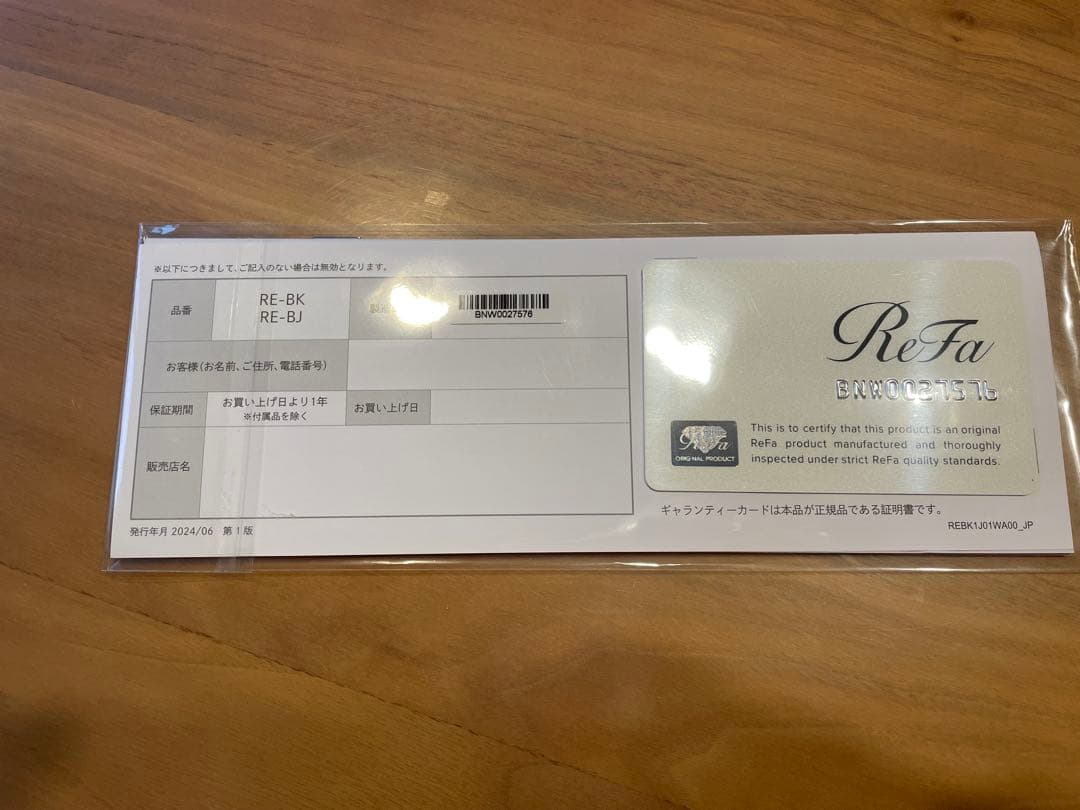 ※以下につきまして、ご記入のない場合は無効となります。
品番
RE-BK
RE-BJ
BNW0027576
お客様(お名前、ご住所、電話番号)
保証期間
お買い上げ日より1年
※付属品を除く
お買い上げ日
販売店名
発行年月 2024/06 第1版
ReFa
BNW0027576
ReFa
ORIGINAL PRODUCT
This is to certify that this product is an original
ReFa product manufactured and thoroughly
inspected under strict ReFa quality standards.
ギャランティーカードは本品が正規品である証明書です。
REBK1J01WA00_JP